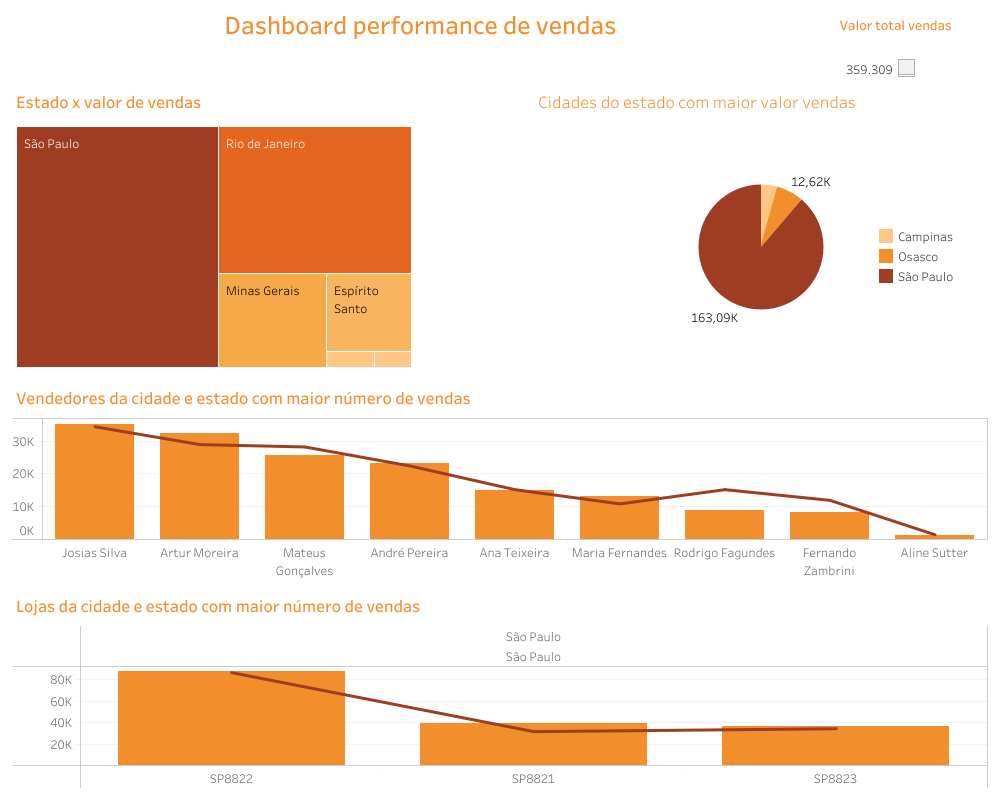 Dashboard performance de vendas
Valor total vendas
359.309
Estado x valor de vendas
São Paulo
Rio de Janeiro
Minas Gerais
Espírito
Santo
Cidades do estado com maior valor vendas
12,62K
163,09K
Campinas
Osasco
São Paulo
Vendedores da cidade e estado com maior número de vendas
30K
20K
10K
0K
Josias Silva
Artur Moreira
Mateus
Gonçalves
André Pereira
Ana Teixeira
Maria Fernandes
Rodrigo Fagundes
Fernando
Zambrini
Aline Sutter
Lojas da cidade e estado com maior número de vendas
São Paulo
São Paulo
80K
60K
40K
20K
SP8822
SP8821
SP8823